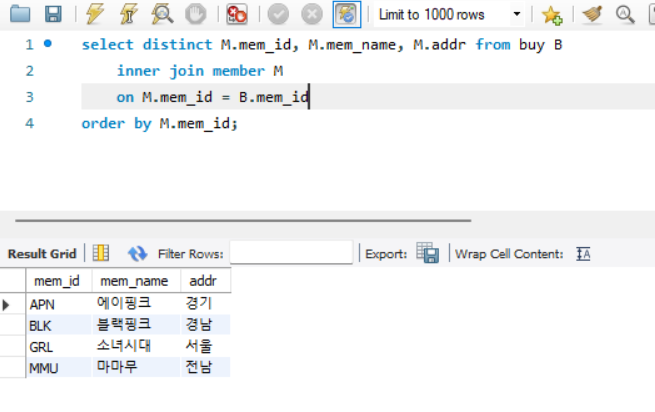 Limit to 1000 rows
1 select distinct M.mem_id, M.mem_name, M.addr from buy B
2 inner join member M
3 on M.mem_id = B.mem_id
4 order by M.mem_id;
Result Grid Filter Rows: Export: Wrap Cell Content:
mem_id mem_name addr
APN 에이핑크 경기
BLK 블랙핑크 경남
GRL 소녀시대 서울
MMU 마마무 전남